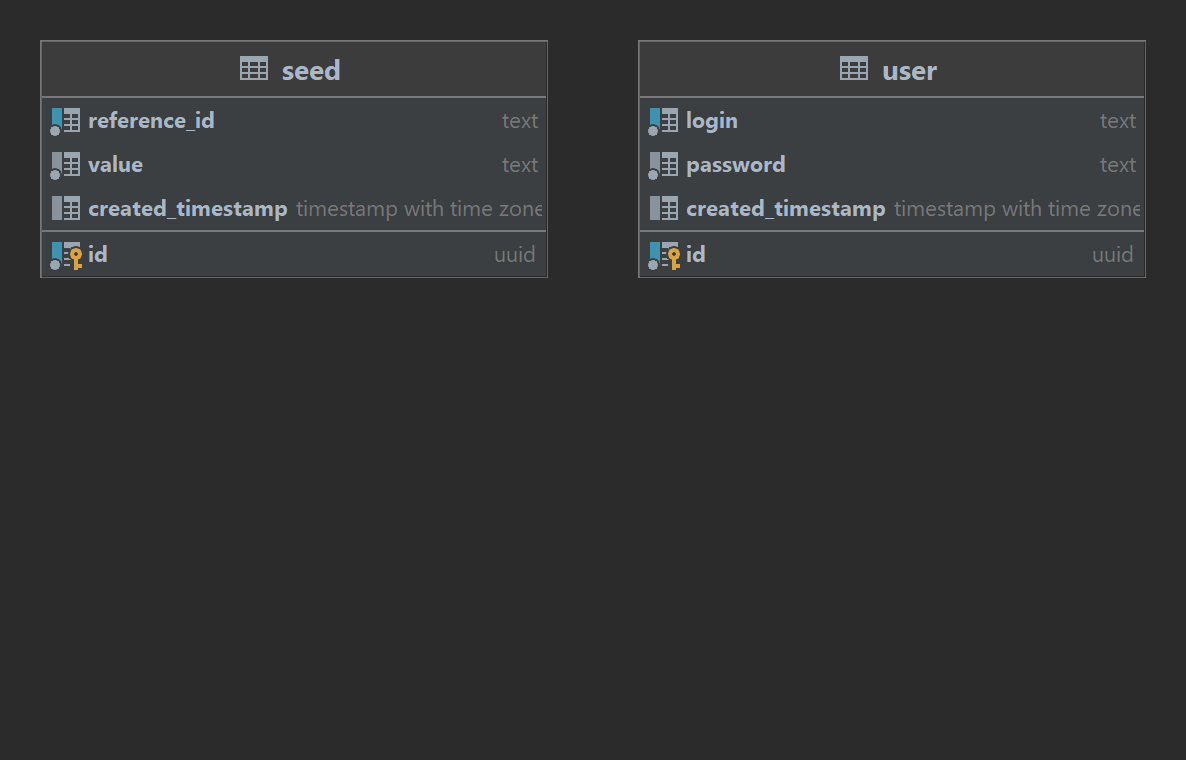 seed
reference_id text
value text
created_timestamp timestamp with time zone
id uuid
user
login text
password text
created_timestamp timestamp with time zone
id uuid